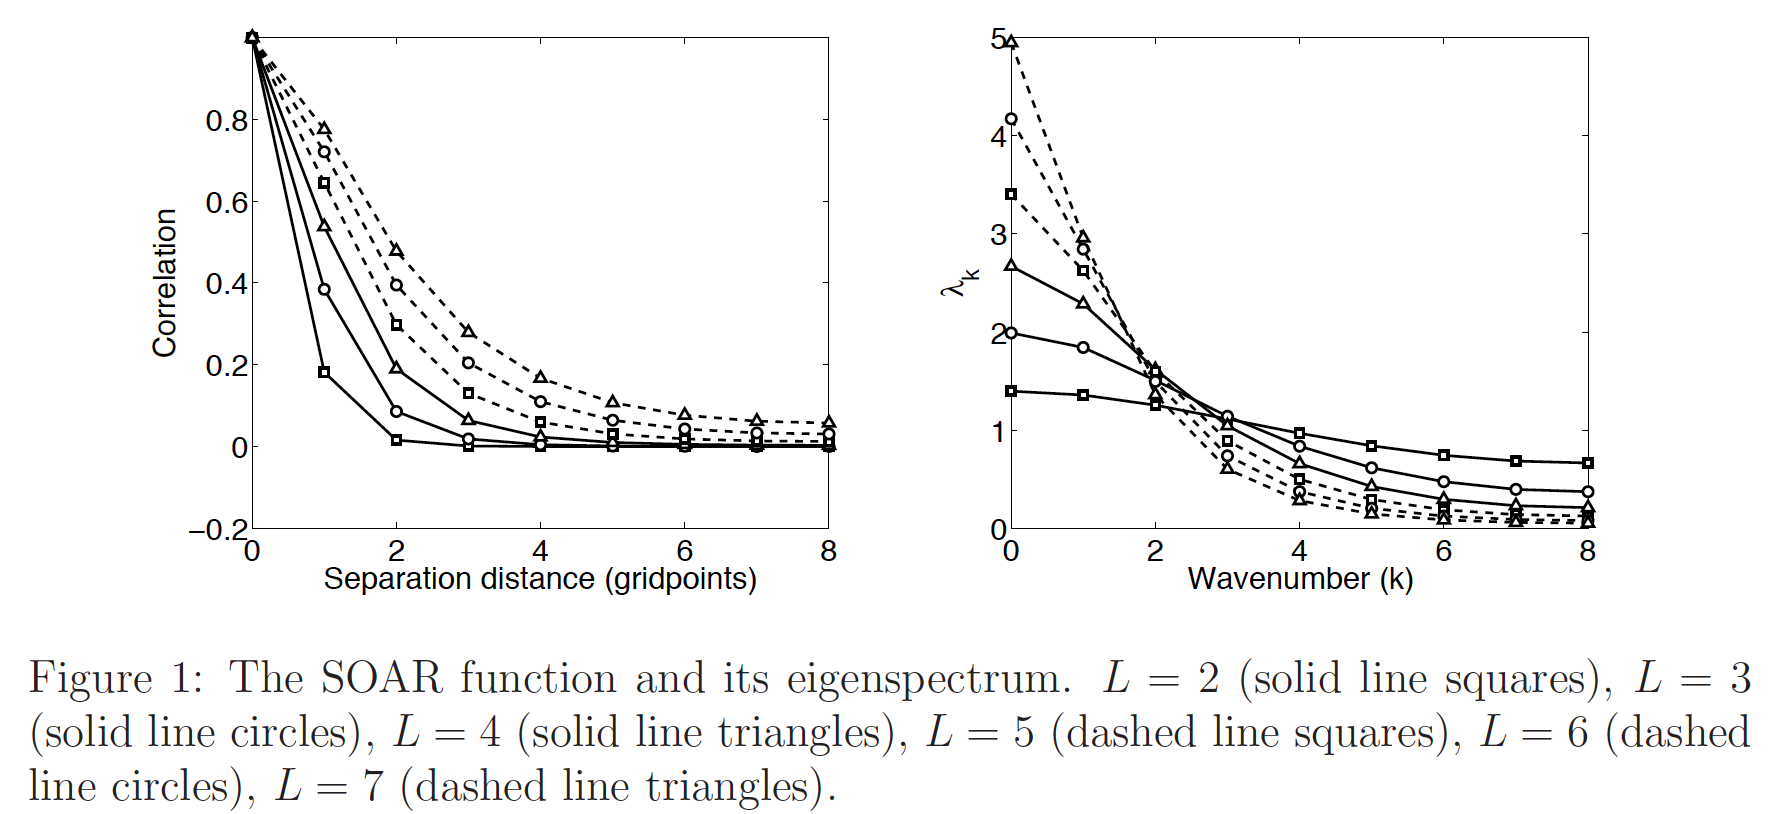 0.8
0.6
0.4
0.2
0
−0.2
0 2 4 6 8
Correlation
Separation distance (gridpoints)
5
4
3
2
1
0
0 2 4 6 8
λk
Wavenumber (k)
Figure 1: The SOAR function and its eigenspectrum. L = 2 (solid line squares), L = 3
(solid line circles), L = 4 (solid line triangles), L = 5 (dashed line squares), L = 6 (dashed
line circles), L = 7 (dashed line triangles).